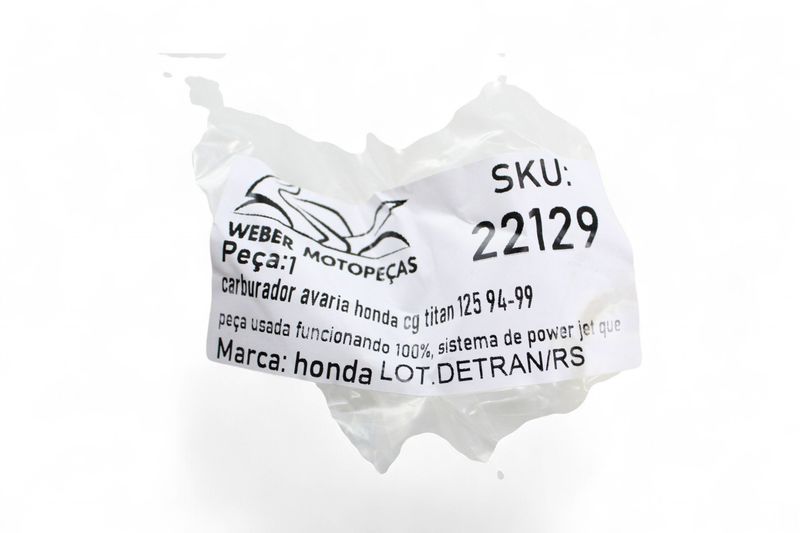 WEBER MOTOPEÇAS
SKU:
22129
Peça:1
carburador avaria honda cg titan 125 94-99
peça usada funcionando 100%, sistema de power jet que
Marca: honda LOT.DETRAN/RS